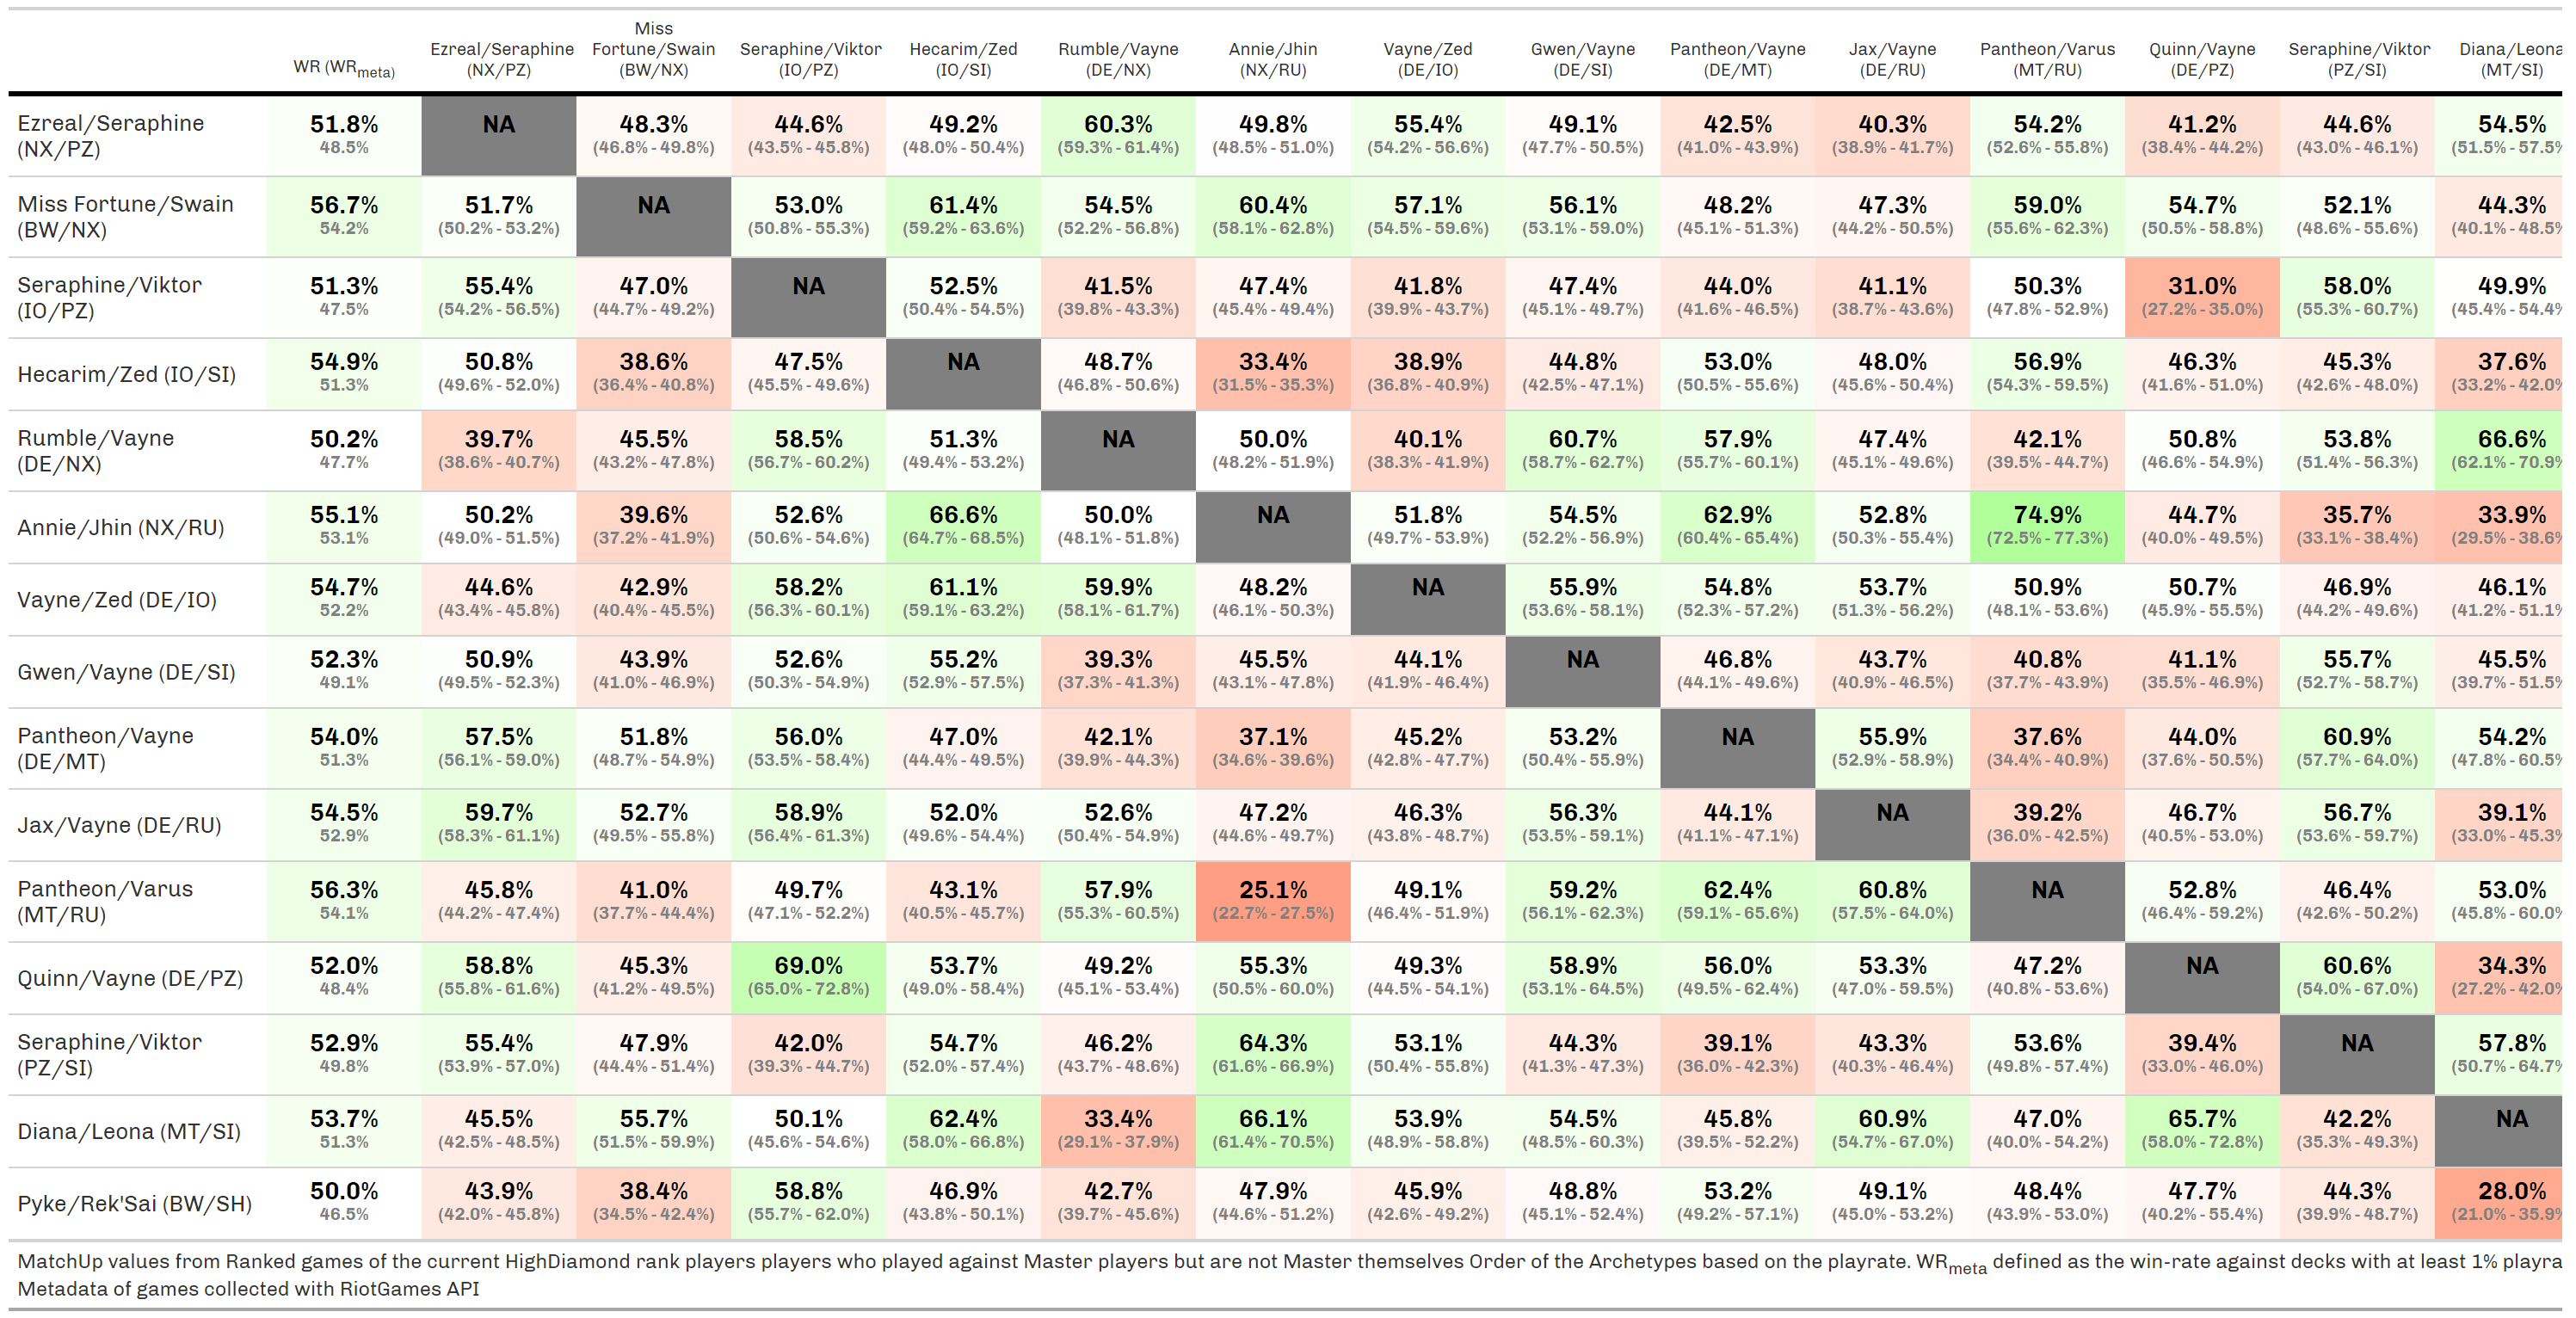 WR (WRmeta) Ezreal/Seraphine (NX/PZ) Miss Fortune/Swain (BW/NX) Seraphine/Viktor (IO/PZ) Hecarim/Zed (IO/SI) Rumble/Vayne (DE/NX) Annie/Jhin (NX/RU) Vayne/Zed (DE/IO) Gwen/Vayne (DE/SI) Pantheon/Vayne (DE/MT) Jax/Vayne (DE/RU) Pantheon/Varus (MT/RU) Quinn/Vayne (DE/PZ) Seraphine/Viktor (PZ/SI) Diana/Leona (MT/SI)
Ezreal/Seraphine (NX/PZ) 51.8% 48.5% NA 48.3% (46.8% - 49.8%) 44.6% (43.5% - 45.8%) 49.2% (48.0% - 50.4%) 60.3% (59.3% - 61.4%) 49.8% (48.5% - 51.0%) 55.4% (54.2% - 56.6%) 49.1% (47.7% - 50.5%) 42.5% (41.0% - 43.9%) 40.3% (38.9% - 41.7%) 54.2% (52.6% - 55.8%) 41.2% (38.4% - 44.2%) 44.6% (43.0% - 46.1%) 54.5% (51.5% - 57.5%
Miss Fortune/Swain (BW/NX) 56.7% 54.2% 51.7% (50.2% - 53.2%) NA 53.0% (50.8% - 55.3%) 61.4% (59.2% - 63.6%) 54.5% (52.2% - 56.8%) 60.4% (58.1% - 62.8%) 57.1% (54.5% - 59.6%) 56.1% (53.1% - 59.0%) 48.2% (45.1% - 51.3%) 47.3% (44.2% - 50.5%) 59.0% (55.6% - 62.3%) 54.7% (50.5% - 58.8%) 52.1% (48.6% - 55.6%) 44.3% (40.1% - 48.5%
Seraphine/Viktor (IO/PZ) 51.3% 47.5% 55.4% (54.2% - 56.5%) 47.0% (44.7% - 49.2%) NA 52.5% (50.4% - 54.5%) 41.5% (39.8% - 43.3%) 47.4% (45.4% - 49.4%) 41.8% (39.9% - 43.7%) 47.4% (45.1% - 49.7%) 44.0% (41.6% - 46.5%) 41.1% (38.7% - 43.6%) 50.3% (47.8% - 52.9%) 31.0% (27.2% - 35.0%) 58.0% (55.3% - 60.7%) 49.9% (45.4% - 54.4%
Hecarim/Zed (IO/SI) 54.9% 51.3% 50.8% (49.6% - 52.0%) 38.6% (36.4% - 40.8%) 47.5% (45.5% - 49.6%) NA 48.7% (46.8% - 50.6%) 33.4% (31.5% - 35.3%) 38.9% (36.8% - 40.9%) 44.8% (42.5% - 47.1%) 53.0% (50.5% - 55.6%) 48.0% (45.6% - 50.4%) 56.9% (54.3% - 59.5%) 46.3% (41.6% - 51.0%) 45.3% (42.6% - 48.0%) 37.6% (33.2% - 42.0%
Rumble/Vayne (DE/NX) 50.2% 47.7% 39.7% (38.6% - 40.7%) 45.5% (43.2% - 47.8%) 58.5% (56.7% - 60.2%) 51.3% (49.4% - 53.2%) NA 50.0% (48.2% - 51.9%) 40.1% (38.3% - 41.9%) 60.7% (58.7% - 62.7%) 57.9% (55.7% - 60.1%) 47.4% (45.1% - 49.6%) 42.1% (39.5% - 44.7%) 50.8% (46.6% - 54.9%) 53.8% (51.4% - 56.3%) 66.6% (62.1% - 70.9%
Annie/Jhin (NX/RU) 55.1% 53.1% 50.2% (49.0% - 51.5%) 39.6% (37.2% - 41.9%) 52.6% (50.6% - 54.6%) 66.6% (64.7% - 68.5%) 50.0% (48.1% - 51.8%) NA 51.8% (49.7% - 53.9%) 54.5% (52.2% - 56.9%) 62.9% (60.4% - 65.4%) 52.8% (50.3% - 55.4%) 74.9% (72.5% - 77.3%) 44.7% (40.0% - 49.5%) 35.7% (33.1% - 38.4%) 33.9% (29.5% - 38.6%
Vayne/Zed (DE/IO) 54.7% 52.2% 44.6% (43.4% - 45.8%) 42.9% (40.4% - 45.5%) 58.2% (56.3% - 60.1%) 61.1% (59.1% - 63.2%) 59.9% (58.1% - 61.7%) 48.2% (46.1% - 50.3%) NA 55.9% (53.6% - 58.1%) 54.8% (52.3% - 57.2%) 53.7% (51.3% - 56.2%) 50.9% (48.1% - 53.6%) 50.7% (45.9% - 55.5%) 46.9% (44.2% - 49.6%) 46.1% (41.2% - 51.1%
Gwen/Vayne (DE/SI) 52.3% 49.1% 50.9% (49.5% - 52.3%) 43.9% (41.0% - 46.9%) 52.6% (50.3% - 54.9%) 55.2% (52.9% - 57.5%) 39.3% (37.3% - 41.3%) 45.5% (43.1% - 47.8%) 44.1% (41.9% - 46.4%) NA 46.8% (44.1% - 49.6%) 43.7% (40.9% - 46.5%) 40.8% (37.7% - 43.9%) 41.1% (35.5% - 46.9%) 55.7% (52.7% - 58.7%) 45.5% (39.7% - 51.5%
Pantheon/Vayne (DE/MT) 54.0% 51.3% 57.5% (56.1% - 59.0%) 51.8% (48.7% - 54.9%) 56.0% (53.5% - 58.4%) 47.0% (44.4% - 49.5%) 42.1% (39.9% - 44.3%) 37.1% (34.6% - 39.6%) 45.2% (42.8% - 47.7%) 53.2% (50.4% - 55.9%) NA 55.9% (52.9% - 58.9%) 37.6% (34.4% - 40.9%) 44.0% (37.6% - 50.5%) 60.9% (57.7% - 64.0%) 54.2% (47.8% - 60.5%
Jax/Vayne (DE/RU) 54.5% 52.9% 59.7% (58.3% - 61.1%) 52.7% (49.5% - 55.8%) 58.9% (56.4% - 61.3%) 52.0% (49.6% - 54.4%) 52.6% (50.4% - 54.9%) 47.2% (44.6% - 49.7%) 46.3% (43.8% - 48.7%) 56.3% (53.5% - 59.1%) 44.1% (41.1% - 47.1%) NA 39.2% (36.0% - 42.5%) 46.7% (40.5% - 53.0%) 56.7% (53.6% - 59.7%) 39.1% (33.0% - 45.3%
Pantheon/Varus (MT/RU) 56.3% 54.1% 45.8% (44.2% - 47.4%) 41.0% (37.7% - 44.4%) 49.7% (47.1% - 52.2%) 43.1% (40.5% - 45.7%) 57.9% (55.3% - 60.5%) 25.1% (22.7% - 27.5%) 49.1% (46.4% - 51.9%) 59.2% (56.1% - 62.3%) 62.4% (59.1% - 65.6%) 60.8% (57.5% - 64.0%) NA 52.8% (46.4% - 59.2%) 46.4% (42.6% - 50.2%) 53.0% (45.8% - 60.0%
Quinn/Vayne (DE/PZ) 52.0% 48.4% 58.8% (55.8% - 61.6%) 45.3% (41.2% - 49.5%) 69.0% (65.0% - 72.8%) 53.7% (49.0% - 58.4%) 49.2% (45.1% - 53.4%) 55.3% (50.5% - 60.0%) 49.3% (44.5% - 54.1%) 58.9% (53.1% - 64.5%) 56.0% (49.5% - 62.4%) 53.3% (47.0% - 59.5%) 47.2% (40.8% - 53.6%) NA 60.6% (54.0% - 67.0%) 34.3% (27.2% - 42.0%
Seraphine/Viktor (PZ/SI) 52.9% 49.8% 55.4% (53.9% - 57.0%) 47.9% (44.4% - 51.4%) 42.0% (39.3% - 44.7%) 54.7% (52.0% - 57.4%) 46.2% (43.7% - 48.6%) 64.3% (61.6% - 66.9%) 53.1% (50.4% - 55.8%) 44.3% (41.3% - 47.3%) 39.1% (36.0% - 42.3%) 43.3% (40.3% - 46.4%) 53.6% (49.8% - 57.4%) 39.4% (33.0% - 46.0%) NA 57.8% (50.7% - 64.7%
Diana/Leona (MT/SI) 53.7% 51.3% 45.5% (42.5% - 48.5%) 55.7% (51.5% - 59.9%) 50.1% (45.6% - 54.6%) 62.4% (58.0% - 66.8%) 33.4% (29.1% - 37.9%) 66.1% (61.4% - 70.5%) 53.9% (48.9% - 58.8%) 54.5% (48.5% - 60.3%) 45.8% (39.5% - 52.2%) 60.9% (54.7% - 67.0%) 47.0% (40.0% - 54.2%) 65.7% (58.0% - 72.8%) 42.2% (35.3% - 49.3%) NA
Pyke/Rek'Sai (BW/SH) 50.0% 46.5% 43.9% (42.0% - 45.8%) 38.4% (34.5% - 42.4%) 58.8% (55.7% - 62.0%) 46.9% (43.8% - 50.1%) 42.7% (39.7% - 45.6%) 47.9% (44.6% - 51.2%) 45.9% (42.6% - 49.2%) 48.8% (45.1% - 52.4%) 53.2% (49.2% - 57.1%) 49.1% (45.0% - 53.2%) 48.4% (43.9% - 53.0%) 47.7% (40.2% - 55.4%) 44.3% (39.9% - 48.7%) 28.0% (21.0% - 35.9%
MatchUp values from Ranked games of the current HighDiamond rank players players who played against Master players but are not Master themselves Order of the Archetypes based on the playrate. WRmeta defined as the win-rate against decks with at least 1% playra
Metadata of games collected with RiotGames API